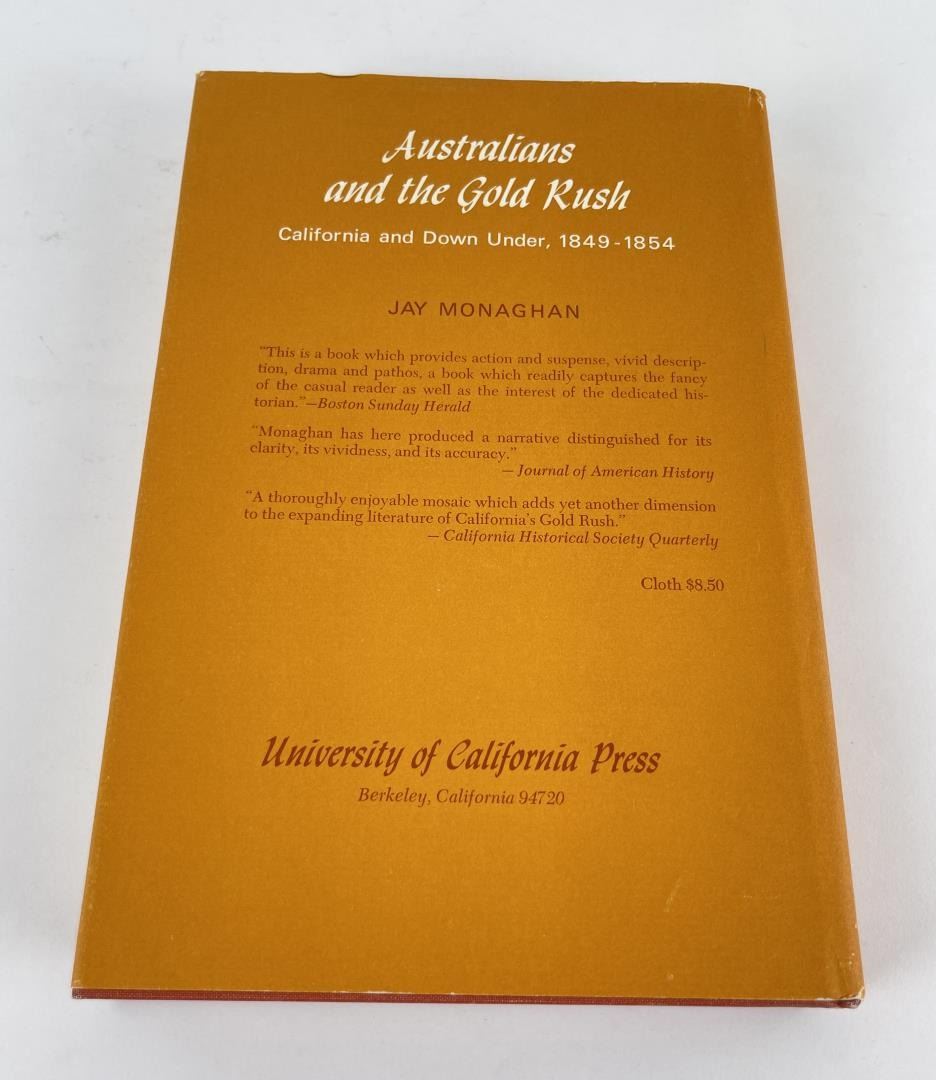 Australians
and the Gold Rush
California and Down Under, 1849-1854
JAY MONAGHAN
"This is a book which provides action and suspense, vivid descrip-
tion, drama and pathos, a book which readily captures the fancy
of the casual reader as well as the interest of the dedicated his-
torian."—Boston Sunday Herald
"Monaghan has here produced a narrative distinguished for its
clarity, its vividness, and its accuracy."
— Journal of American History
"A thoroughly enjoyable mosaic which adds yet another dimension
to the expanding literature of California's Gold Rush."
— California Historical Society Quarterly
Cloth $8.50
University of California Press
Berkeley, California 94720